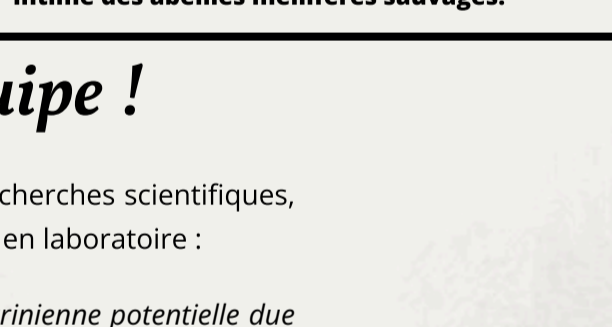 intime des abeilles mellifères sauvages.
uipe !
cherches scientifiques,
en laboratoire :
rinienne potentielle due